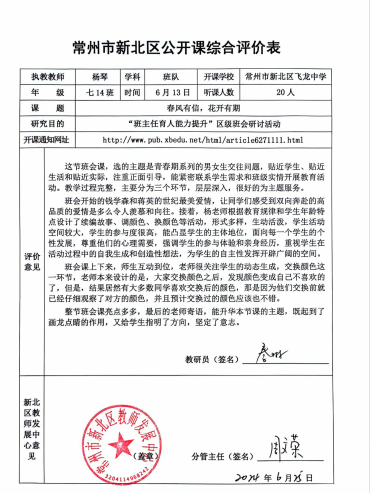 常州市新北区公开课综合评价表
执教教师 杨琴 学科 班队 开课学校 常州市新北区飞龙中学
年 级 七14班 时间 6月13日 听课人数 20人
课 题 春风有信，花开有期
研究目的 “班主任育人能力提升”区级班会研讨活动
开课通知网址 http://www.pub.xbedu.net/html/article6271111.html
评价意见
这节班会课，选的主题是青春期系列的男女生交往问题，贴近学生、贴近
生活和贴近实际，注重正面引导，能紧密联系学生需求和班级实情开展教育活
动。教学过程完整，主要分为三个环节，层层深入，很好的为主题服务。
班会开始的钱学森和蒋英的世纪最美爱情，让同学们感受到双向奔赴的高
品质的爱情是多么令人羡慕和向往。接着，杨老师根据教育规律和学生年龄特
点设计了续编故事、调颜色、换颜色等活动，形式多样，生动活泼，学生活动
空间较大，学生的参与度很高，能凸显学生的主体地位，面向每一个学生的个
性发展，尊重他们的心理需要，强调学生的参与体验和亲身经历。重视学生在
活动过程中的自我生成和创造性想法，为学生的自主性发挥开辟广阔的空间。
班会课上下来，师生互动到位，老师很关注学生的动态生成，交换颜色这
一环节，老师本来设计的是，大家交换颜色之后，发现颜色变成自己不喜欢的
了，但是，结果居然有大多数同学喜欢交换后的颜色，那是因为他们交换前就
已经仔细观察了对方的颜色，并且预计交换过的颜色应该也不错。
整节班会课亮点多多，最后的老师寄语，能升华本节课的主题，既起到了
画龙点睛的作用，又给学生指明了方向，坚定了意志。
教研员（签名）
新北区教师发展中心意见
常州市新北区教师发展中心
（盖章）
分管主任（签名）周文荣
2024年6月25日